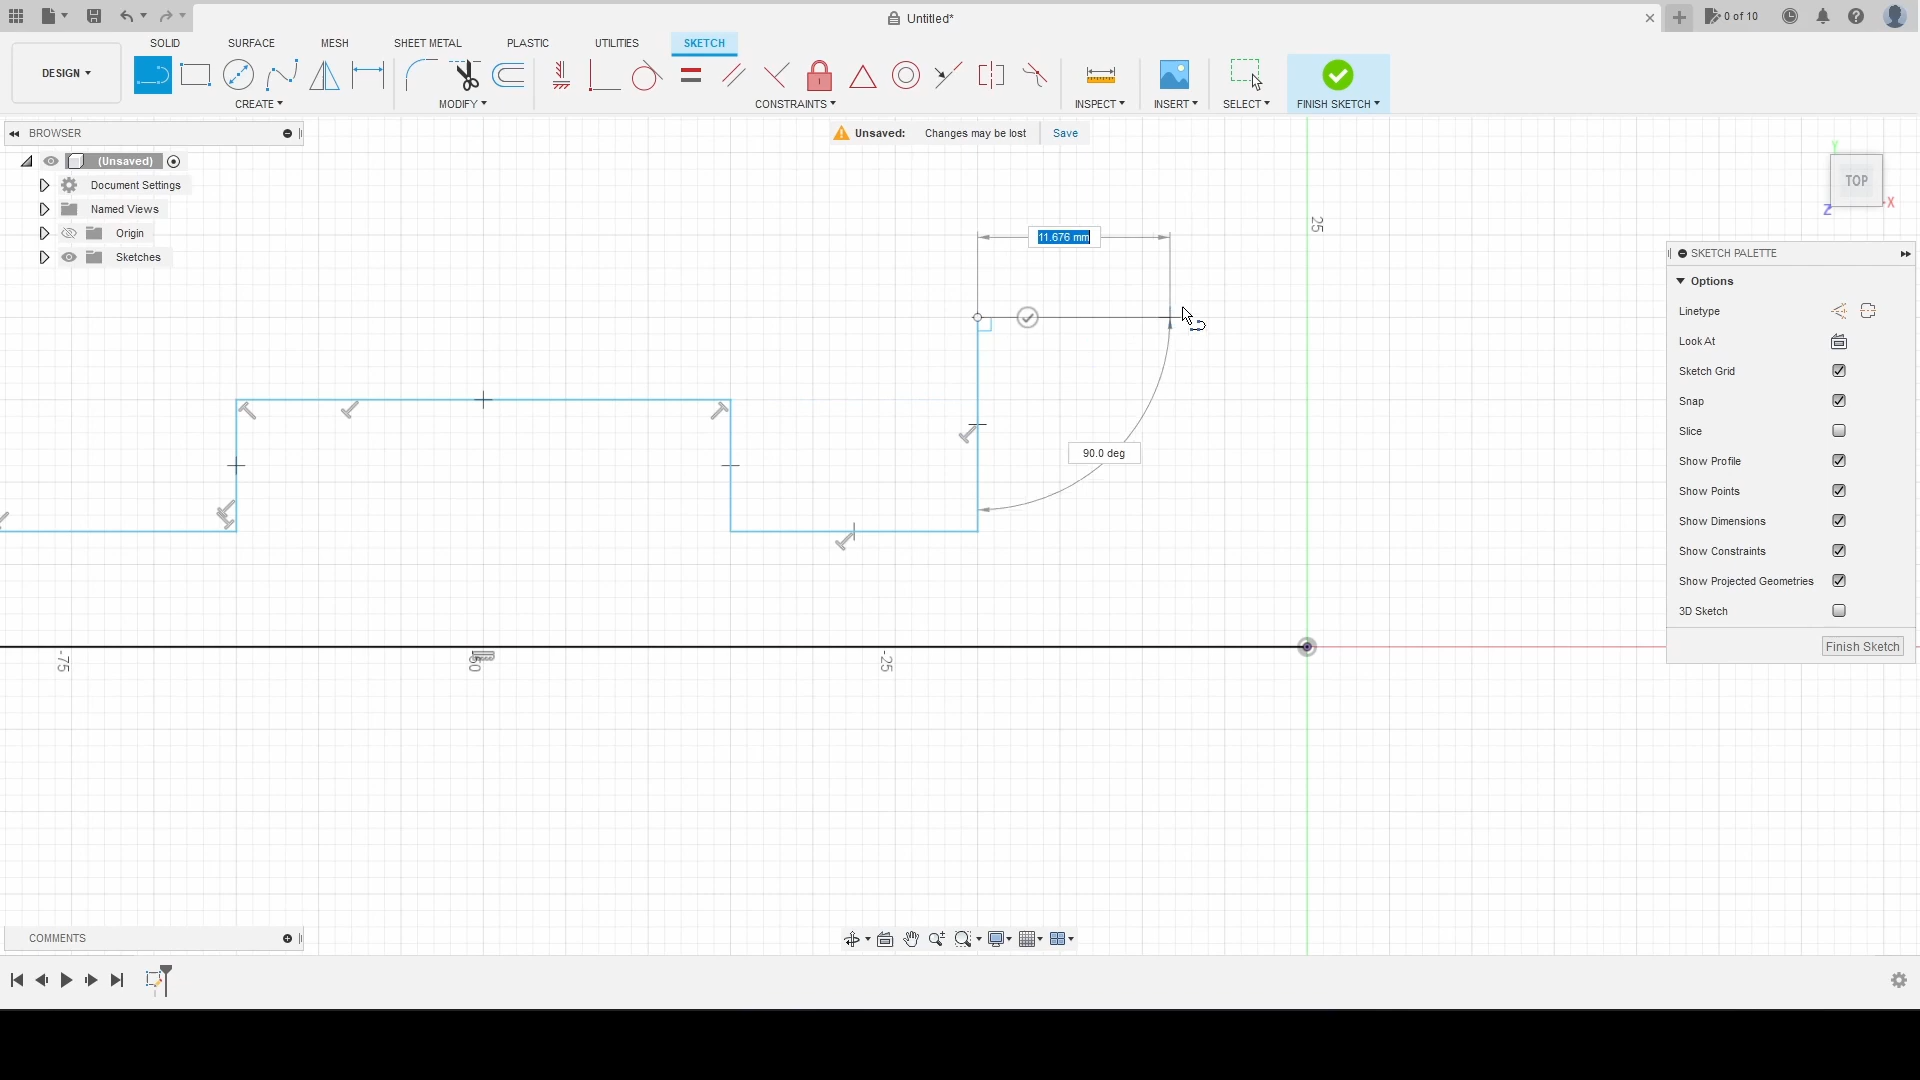 Untitled*
0 of 10
SOLID
SURFACE
MESH
SHEET METAL
PLASTIC
UTILITIES
SKETCH
DESIGN
CREATE
MODIFY
CONSTRAINTS
INSPECT
INSERT
SELECT
FINISH SKETCH
BROWSER
Unsaved: Changes may be lost Save
(Unsaved)
Document Settings
Named Views
Origin
Sketches
TOP
Y
X
Z
25
11.676 mm
90.0 deg
-75
-50
-25
SKETCH PALETTE
Options
Linetype
Look At
Sketch Grid
Snap
Slice
Show Profile
Show Points
Show Dimensions
Show Constraints
Show Projected Geometries
3D Sketch
Finish Sketch
COMMENTS